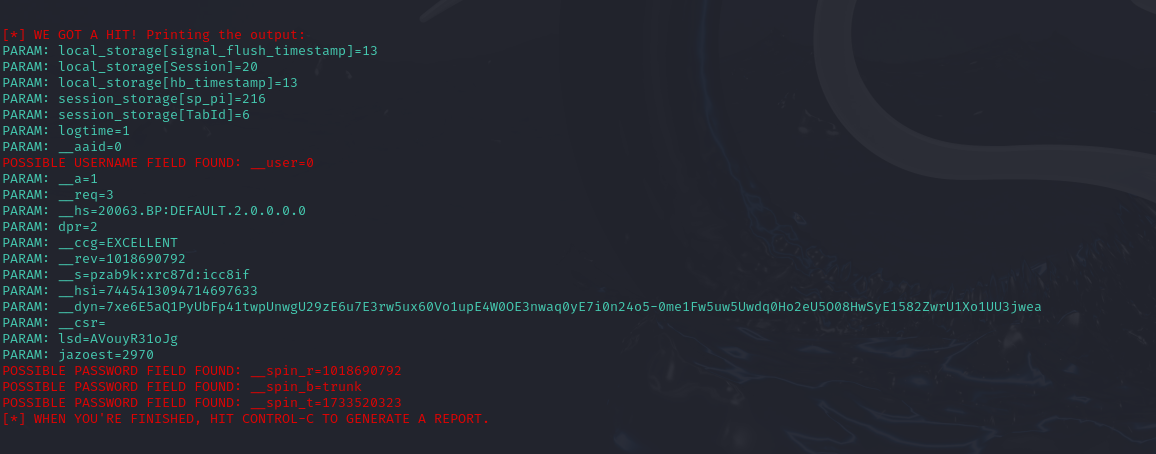 [*] WE GOT A HIT! Printing the output:
PARAM: local_storage[signal_flush_timestamp]=13
PARAM: local_storage[Session]=20
PARAM: local_storage[hb_timestamp]=13
PARAM: session_storage[sp_pi]=216
PARAM: session_storage[TabId]=6
PARAM: logtime=1
PARAM: __aaid=0
POSSIBLE USERNAME FIELD FOUND: __user=0
PARAM: __a=1
PARAM: __req=3
PARAM: __hs=20063.BP:DEFAULT.2.0.0.0.0
PARAM: dpr=2
PARAM: __ccg=EXCELLENT
PARAM: __rev=1018690792
PARAM: __s=pzab9k:xrc87d:icc8if
PARAM: __hsi=7445413094714697633
PARAM: __dyn=7xe6E5aQ1PyUbFp41twpUnwgU29zE6u7E3rw5ux60Vo1upE4W0OE3nwaq0yE7i0n24o5-0me1Fw5uw5Uwdq0Ho2eU5O08HwSyE1582ZwrU1Xo1UU3jwea
PARAM: __csr=
PARAM: lsd=AVouyR31oJg
PARAM: jazoest=2970
POSSIBLE PASSWORD FIELD FOUND: __spin_r=1018690792
POSSIBLE PASSWORD FIELD FOUND: __spin_b=trunk
POSSIBLE PASSWORD FIELD FOUND: __spin_t=1733520323
[*] WHEN YOU'RE FINISHED, HIT CONTROL-C TO GENERATE A REPORT.